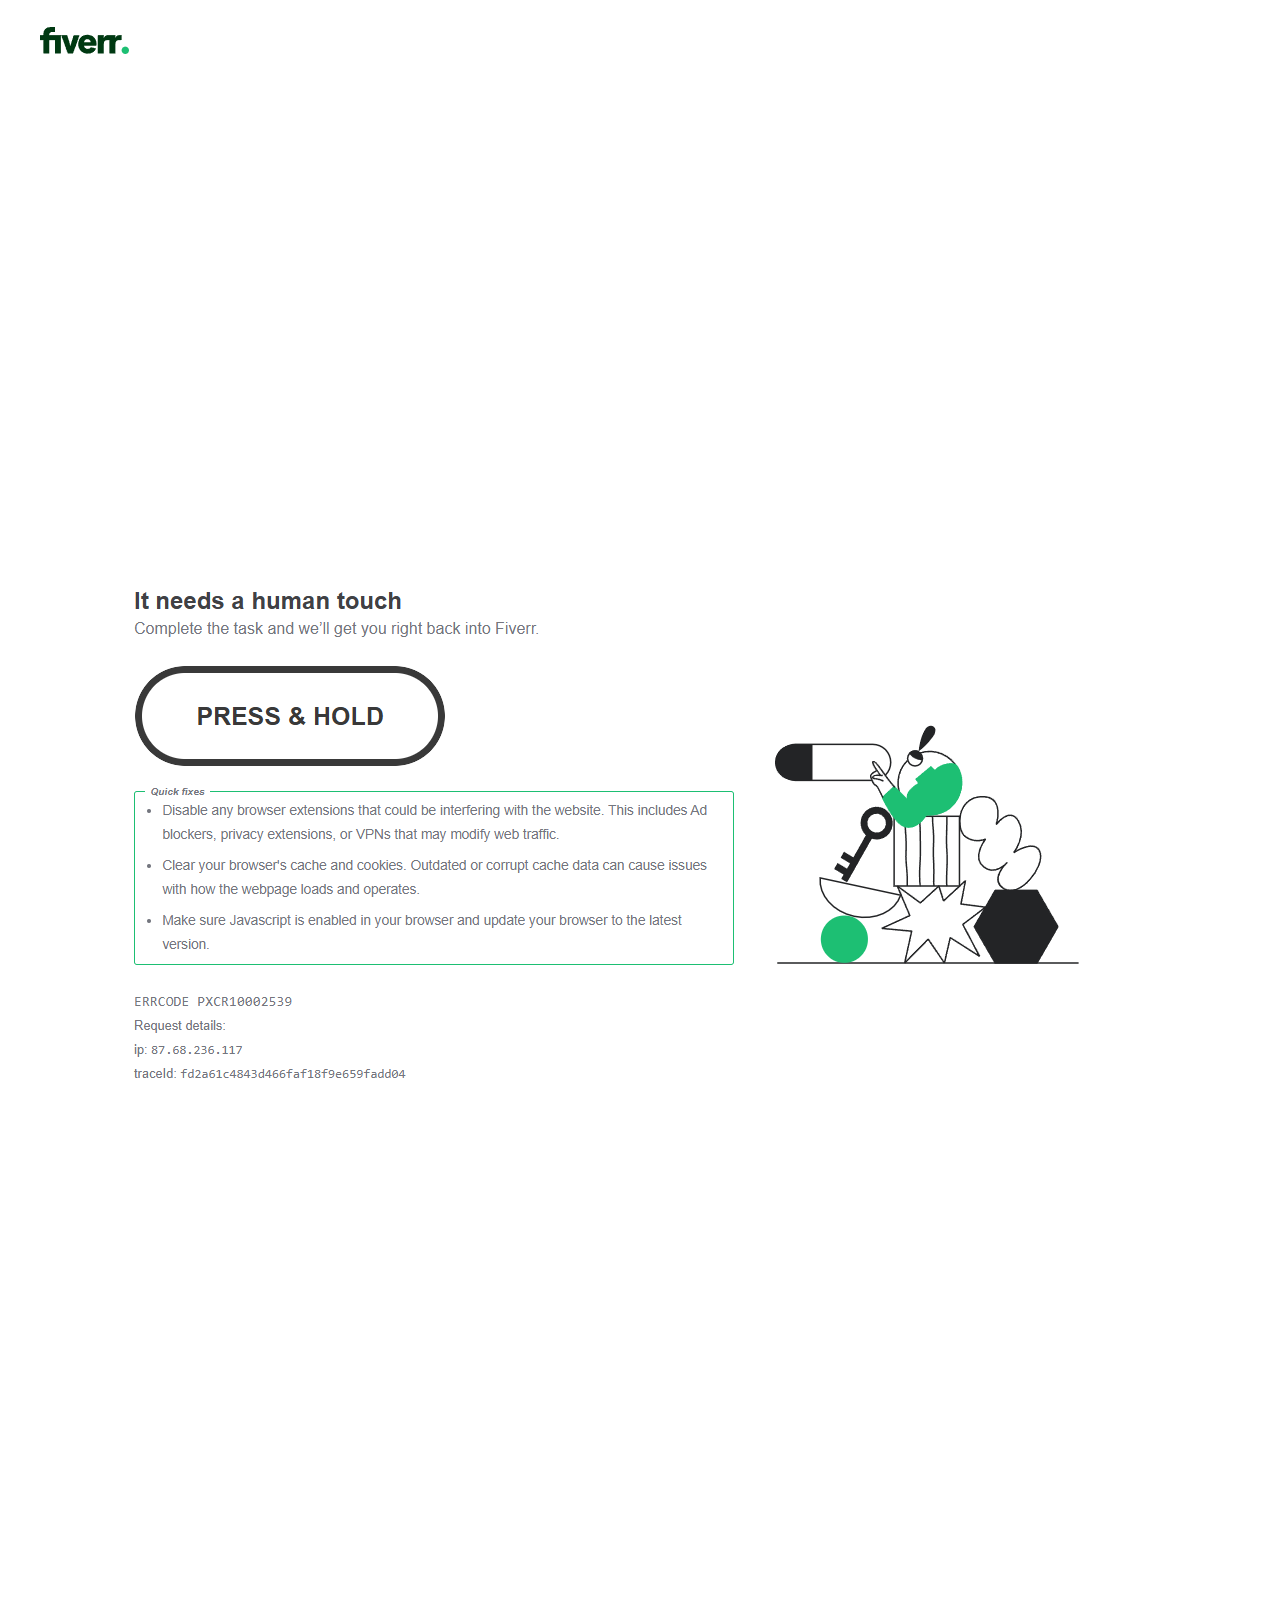 fiverr.
It needs a human touch
Complete the task and we’ll get you right back into Fiverr.
PRESS & HOLD
Quick fixes
• Disable any browser extensions that could be interfering with the website. This includes Ad
blockers, privacy extensions, or VPNs that may modify web traffic.
• Clear your browser's cache and cookies. Outdated or corrupt cache data can cause issues
with how the webpage loads and operates.
• Make sure Javascript is enabled in your browser and update your browser to the latest
version.
ERRCODE PXCR10002539
Request details:
ip: 87.68.236.117
traceId: fd2a61c4843d466faf18f9e659fadd04